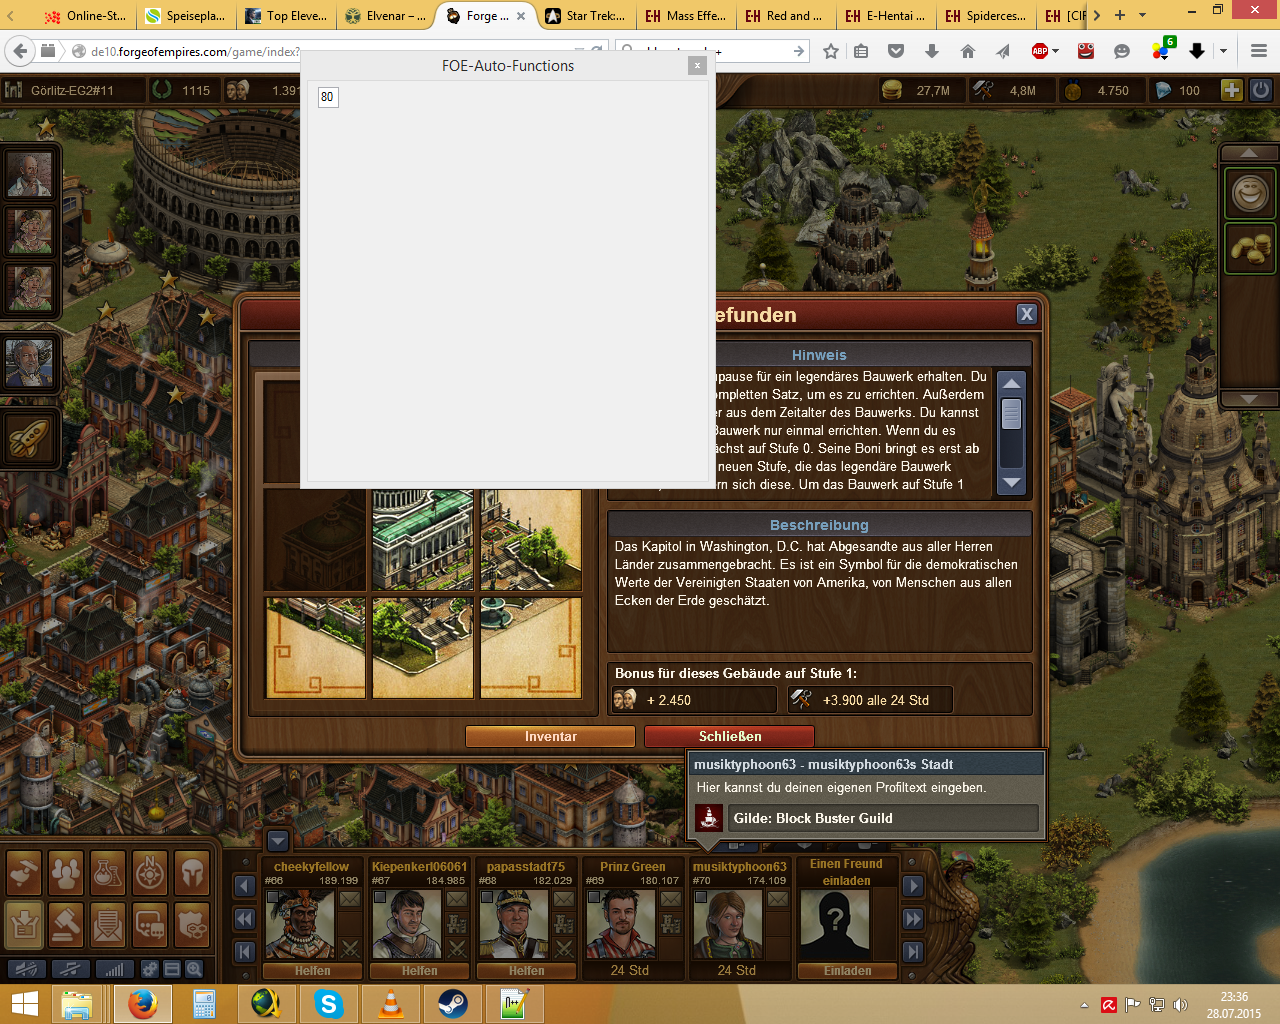 Online-St...
Speisepla...
Top Eleve...
Elvenar – ...
Forge ...
Star Trek:...
Mass Effe...
Red and ...
E-Hentai ...
Spiderces...
[CIF
de10.forgeofempires.com/game/index?
ABP
6
FOE-Auto-Functions
x
80
Görlitz-EG2#11
1115
1.391
27,7M
4,8M
4.750
100
efunden
X
Hinweis
upause für ein legendäres Bauwerk erhalten. Du
ompletten Satz, um es zu errichten. Außerdem
er aus dem Zeitalter des Bauwerks. Du kannst
Bauwerk nur einmal errichten. Wenn du es
ächst auf Stufe 0. Seine Boni bringt es erst ab
neuen Stufe, die das legendäre Bauwerk
rn sich diese. Um das Bauwerk auf Stufe 1
Beschreibung
Das Kapitol in Washington, D.C. hat Abgesandte aus aller Herren
Länder zusammengebracht. Es ist ein Symbol für die demokratischen
Werte der Vereinigten Staaten von Amerika, von Menschen aus allen
Ecken der Erde geschätzt.
Bonus für dieses Gebäude auf Stufe 1:
+ 2.450
+3.900 alle 24 Std
Inventar
Schließen
musiktyphoon63 - musiktyphoon63s Stadt
Hier kannst du deinen eigenen Profiltext eingeben.
Gilde: Block Buster Guild
cheekyfellow
#66 189.199
Helfen
Kiepenkerl06061
#67 184.985
Helfen
papasstadt75
#68 182.029
Helfen
Prinz Green
#69 180.107
24 Std
musiktyphoon63
#70 174.109
24 Std
Einen Freund
einladen
?
Einladen
23:36
28.07.2015